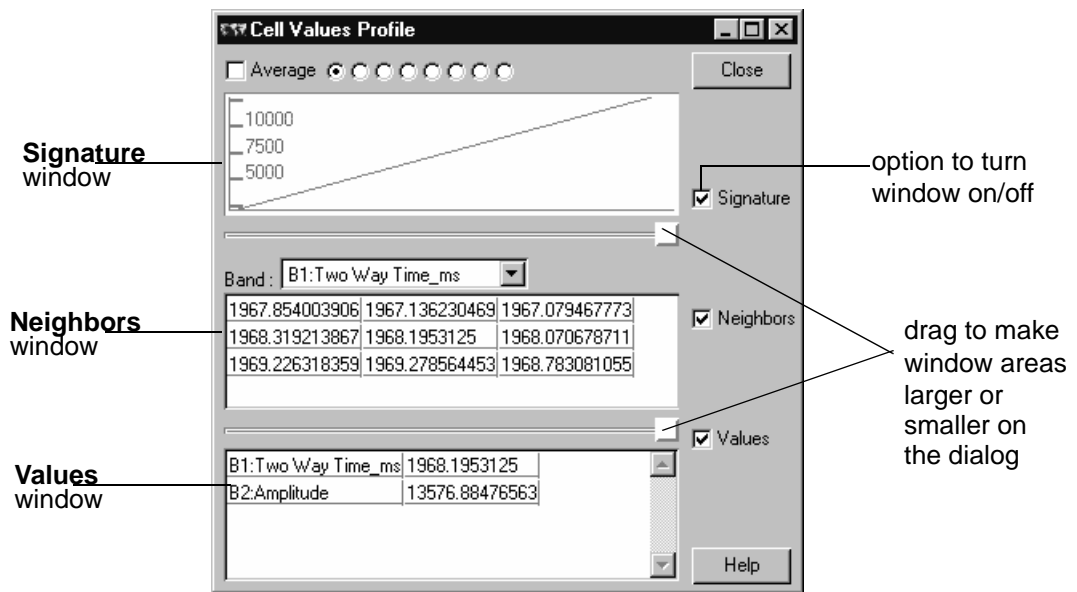 Cell Values Profile
Average
Close
10000
7500
5000
Signature
window
Signature
option to turn
window on/off
Band : B1:Two Way Time_ms
1967.854003906 1967.136230469 1967.079467773
1968.319213867 1968.1953125 1968.070678711
1969.226318359 1969.278564453 1968.783081055
Neighbors
window
Neighbors
drag to make
window areas
larger or
smaller on
the dialog
Values
B1:Two Way Time_ms 1968.1953125
B2:Amplitude 13576.88476563
Values
window
Help